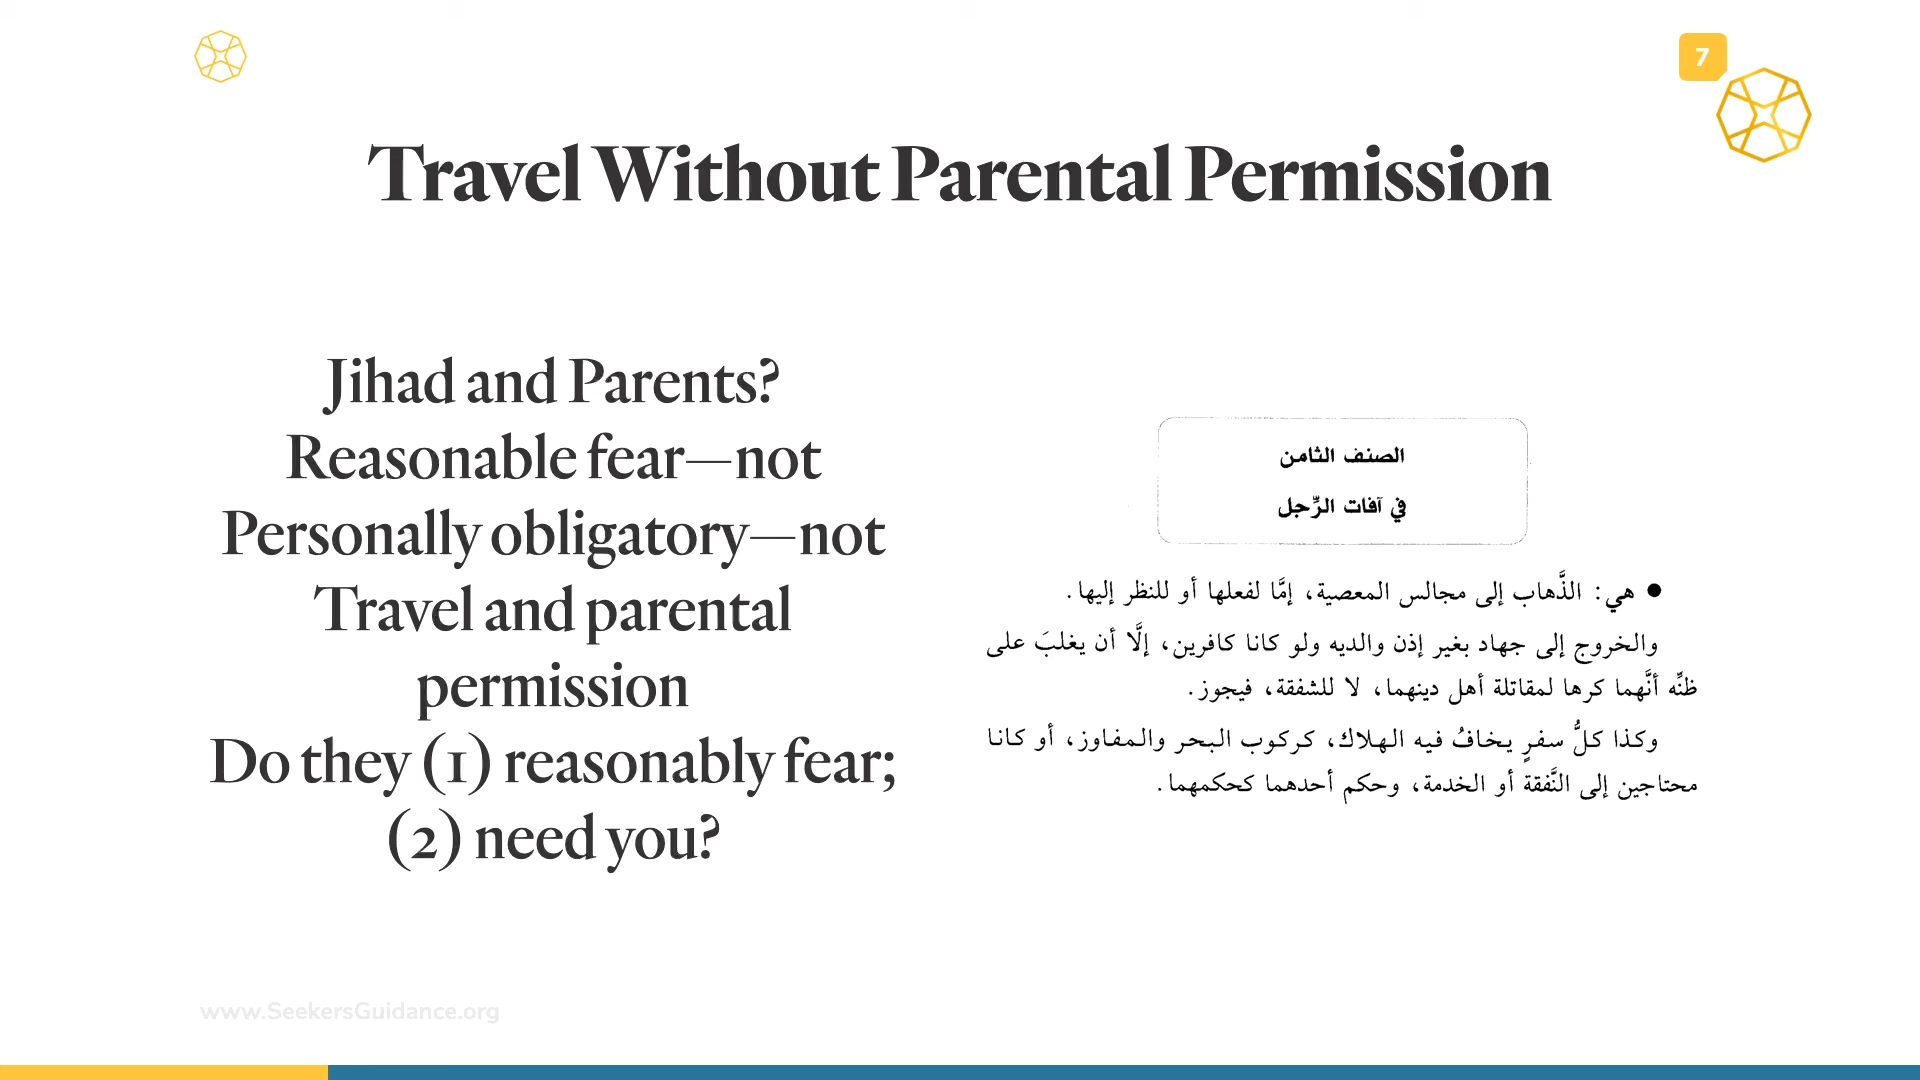 7
Travel Without Parental Permission
Jihad and Parents?
Reasonable fear—not
Personally obligatory—not
Travel and parental
permission
Do they (1) reasonably fear;
(2) need you?
الصنف الثامن
في آفات الرِّجل
● هي: الذَّهاب إلى مجالس المعصية، إمَّا لفعلها أو للنظر إليها.
والخروج إلى جهاد بغير إذن والديه ولو كانا كافرين، إلَّا أن يغلبَ على
ظنِّه أنَّهما كرها لمقاتلة أهل دينهما، لا للشفقة، فيجوز.
وكذا كلُّ سفرٍ يخافُ فيه الهلاك، كركوب البحر والمفاوز، أو كانا
محتاجين إلى النَّفقة أو الخدمة، وحكم أحدهما كحكمهما.
www.SeekersGuidance.org